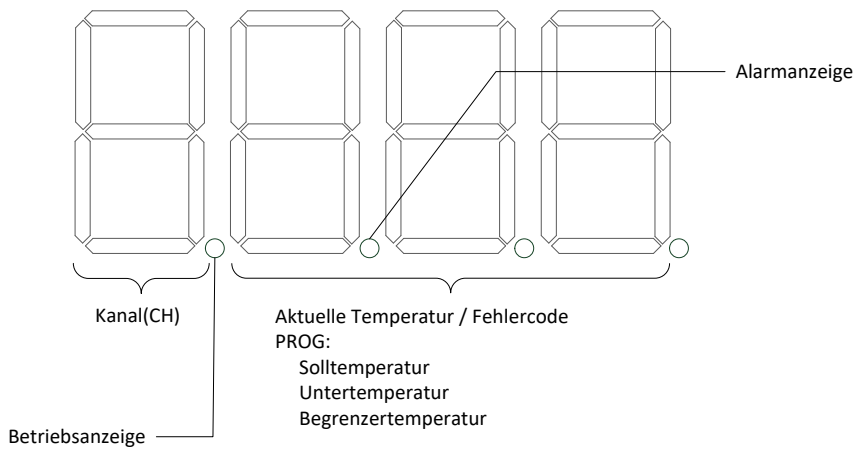 Alarmanzeige
Kanal(CH)
Aktuelle Temperatur / Fehlercode
PROG:
Solltemperatur
Untertemperatur
Begrenzertemperatur
Betriebsanzeige